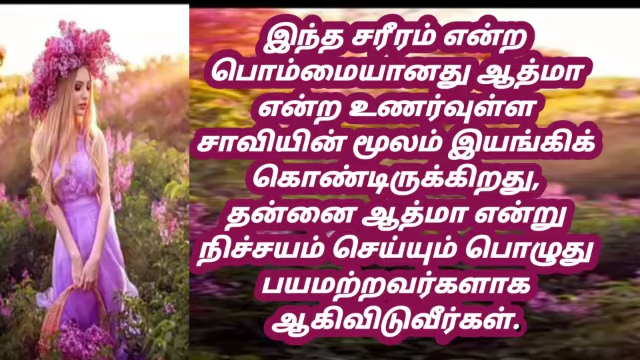 இந்த சரீரம் என்ற
பொம்மையானது ஆத்மா
என்ற உணர்வுள்ள
சாவியின் மூலம் இயங்கிக்
கொண்டிருக்கிறது,
தன்னை ஆத்மா என்று
நிச்சயம் செய்யும் பொழுது
பயமற்றவர்களாக
ஆகிவிடுவீர்கள்.